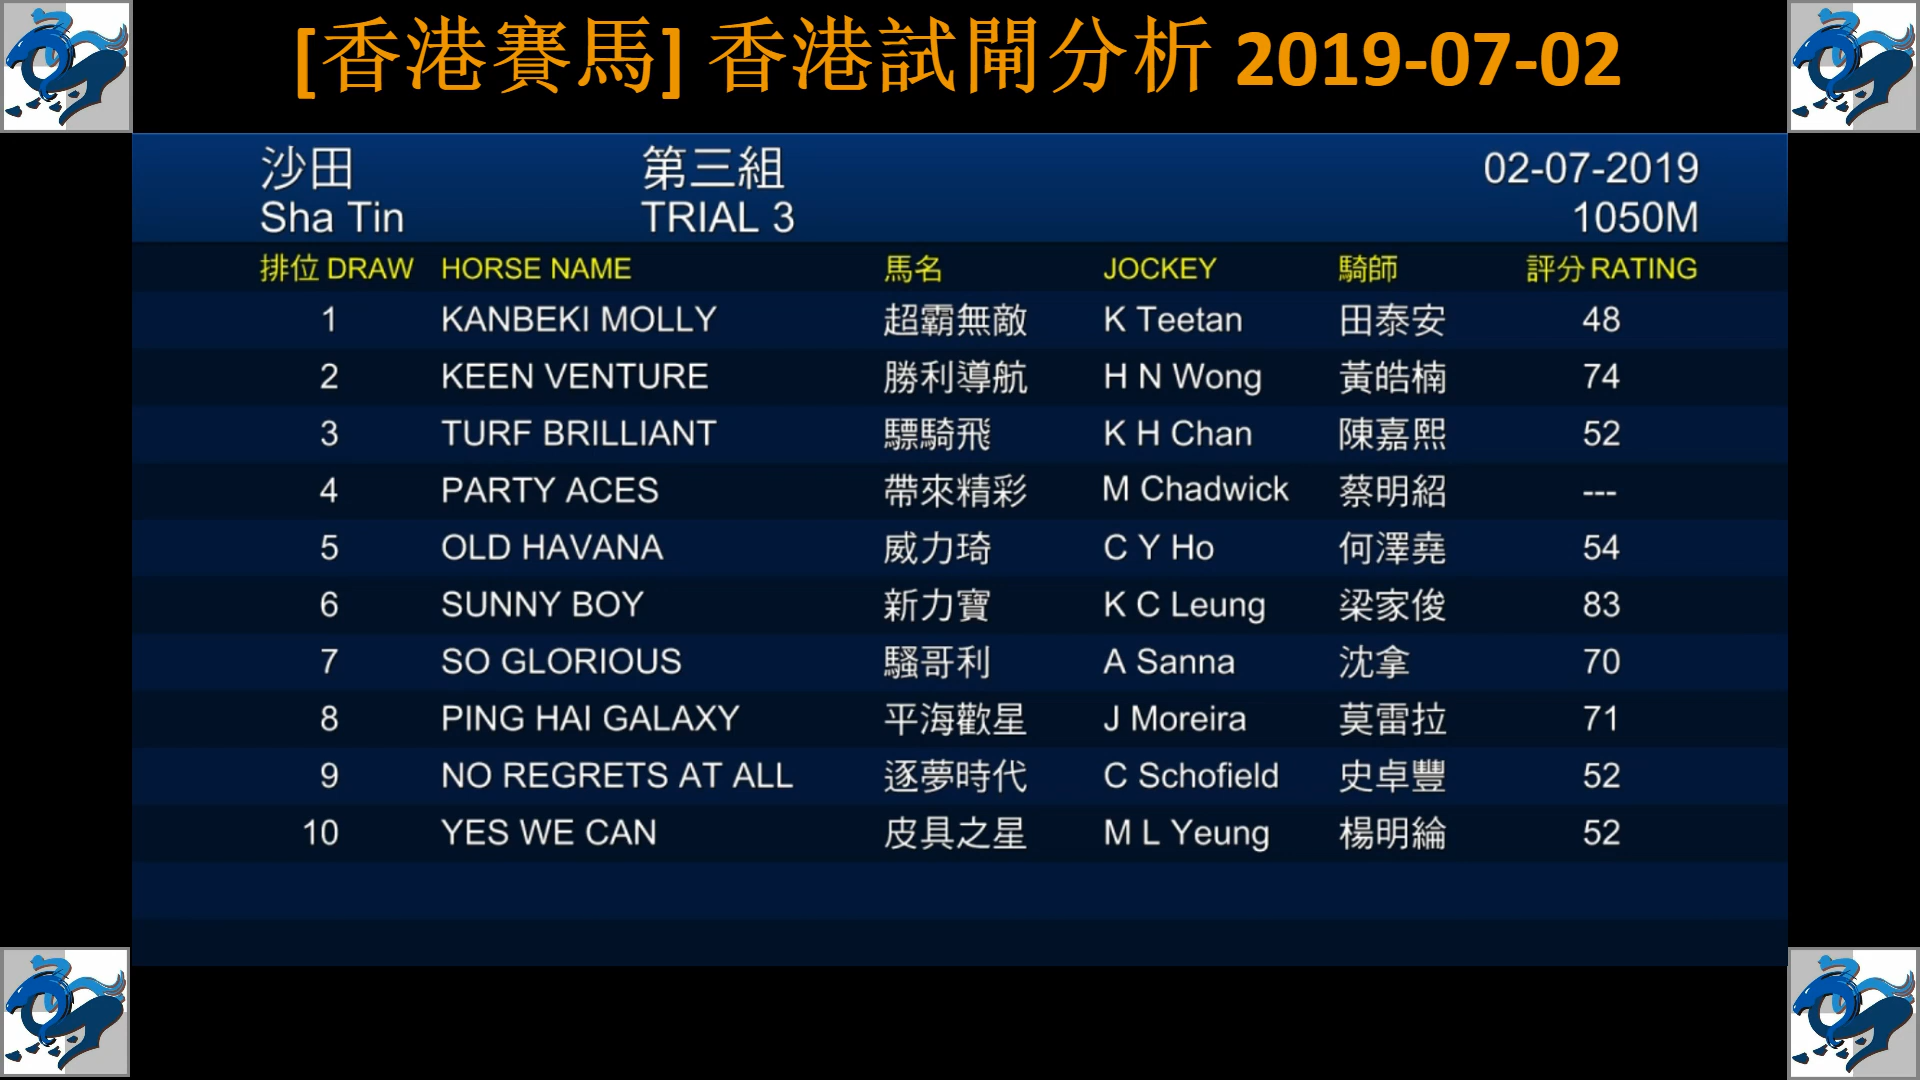 [香港賽馬] 香港試閘分析 2019-07-02
沙田 第三組 02-07-2019
Sha Tin TRIAL 3 1050M
排位 DRAW HORSE NAME 馬名 JOCKEY 騎師 評分 RATING
1 KANBEKI MOLLY 超霸無敵 K Teetan 田泰安 48
2 KEEN VENTURE 勝利導航 H N Wong 黃皓楠 74
3 TURF BRILLIANT 驃騎飛 K H Chan 陳嘉熙 52
4 PARTY ACES 帶來精彩 M Chadwick 蔡明紹 ---
5 OLD HAVANA 威力琦 C Y Ho 何澤堯 54
6 SUNNY BOY 新力寶 K C Leung 梁家俊 83
7 SO GLORIOUS 騷哥利 A Sanna 沈拿 70
8 PING HAI GALAXY 平海歡星 J Moreira 莫雷拉 71
9 NO REGRETS AT ALL 逐夢時代 C Schofield 史卓豐 52
10 YES WE CAN 皮具之星 M L Yeung 楊明綸 52